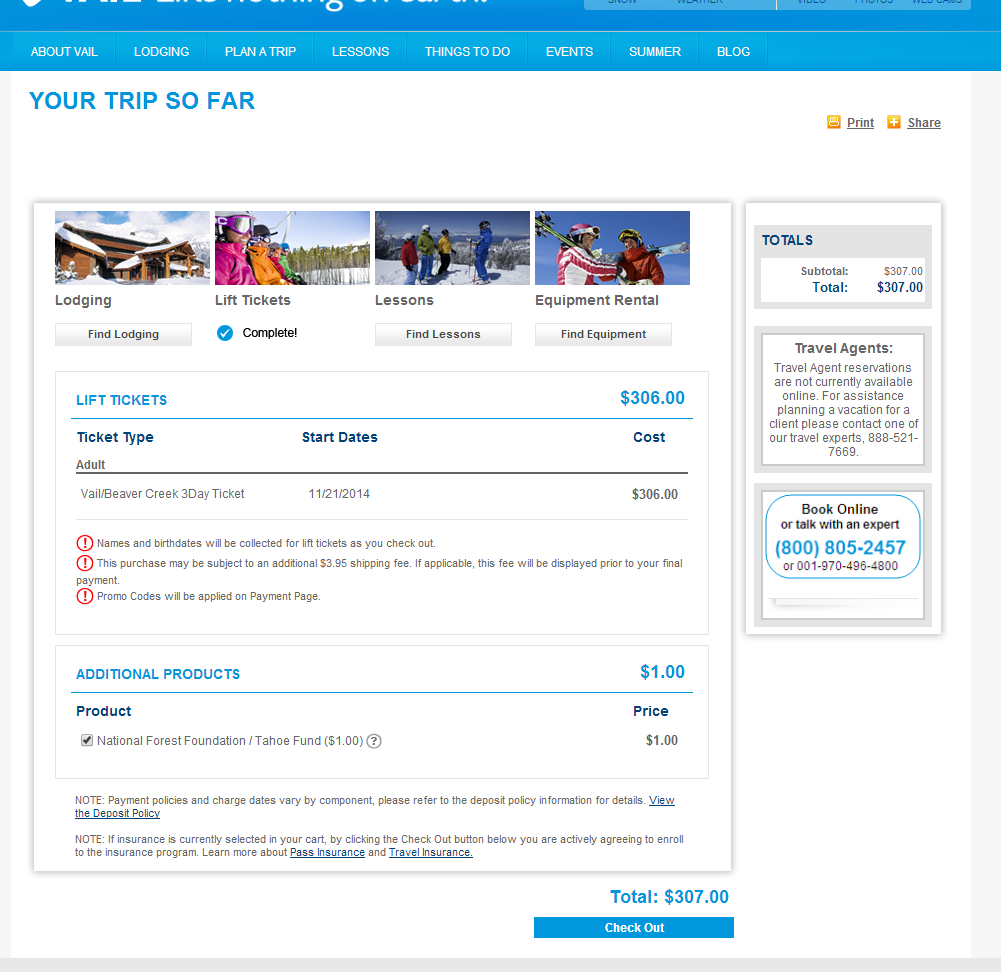 VAIL Like nothing on earth.
SNOW WEATHER VIDEO PHOTOS WEB CAMS
ABOUT VAIL LODGING PLAN A TRIP LESSONS THINGS TO DO EVENTS SUMMER BLOG
YOUR TRIP SO FAR
Print Share
Lodging Lift Tickets Lessons Equipment Rental
Find Lodging Complete! Find Lessons Find Equipment
LIFT TICKETS $306.00
Ticket Type Start Dates Cost
Adult
Vail/Beaver Creek 3Day Ticket 11/21/2014 $306.00
Names and birthdates will be collected for lift tickets as you check out.
This purchase may be subject to an additional $3.95 shipping fee. If applicable, this fee will be displayed prior to your final
payment.
Promo Codes will be applied on Payment Page.
ADDITIONAL PRODUCTS $1.00
Product Price
National Forest Foundation / Tahoe Fund ($1.00) ? $1.00
NOTE: Payment policies and charge dates vary by component, please refer to the deposit policy information for details. View
the Deposit Policy
NOTE: If insurance is currently selected in your cart, by clicking the Check Out button below you are actively agreeing to enroll
to the insurance program. Learn more about Pass Insurance and Travel Insurance.
Total: $307.00
Check Out
TOTALS
Subtotal: $307.00
Total: $307.00
Travel Agents:
Travel Agent reservations
are not currently available
online. For assistance
planning a vacation for a
client please contact one of
our travel experts, 888-521-
7669.
Book Online
or talk with an expert
(800) 805-2457
or 001-970-496-4800